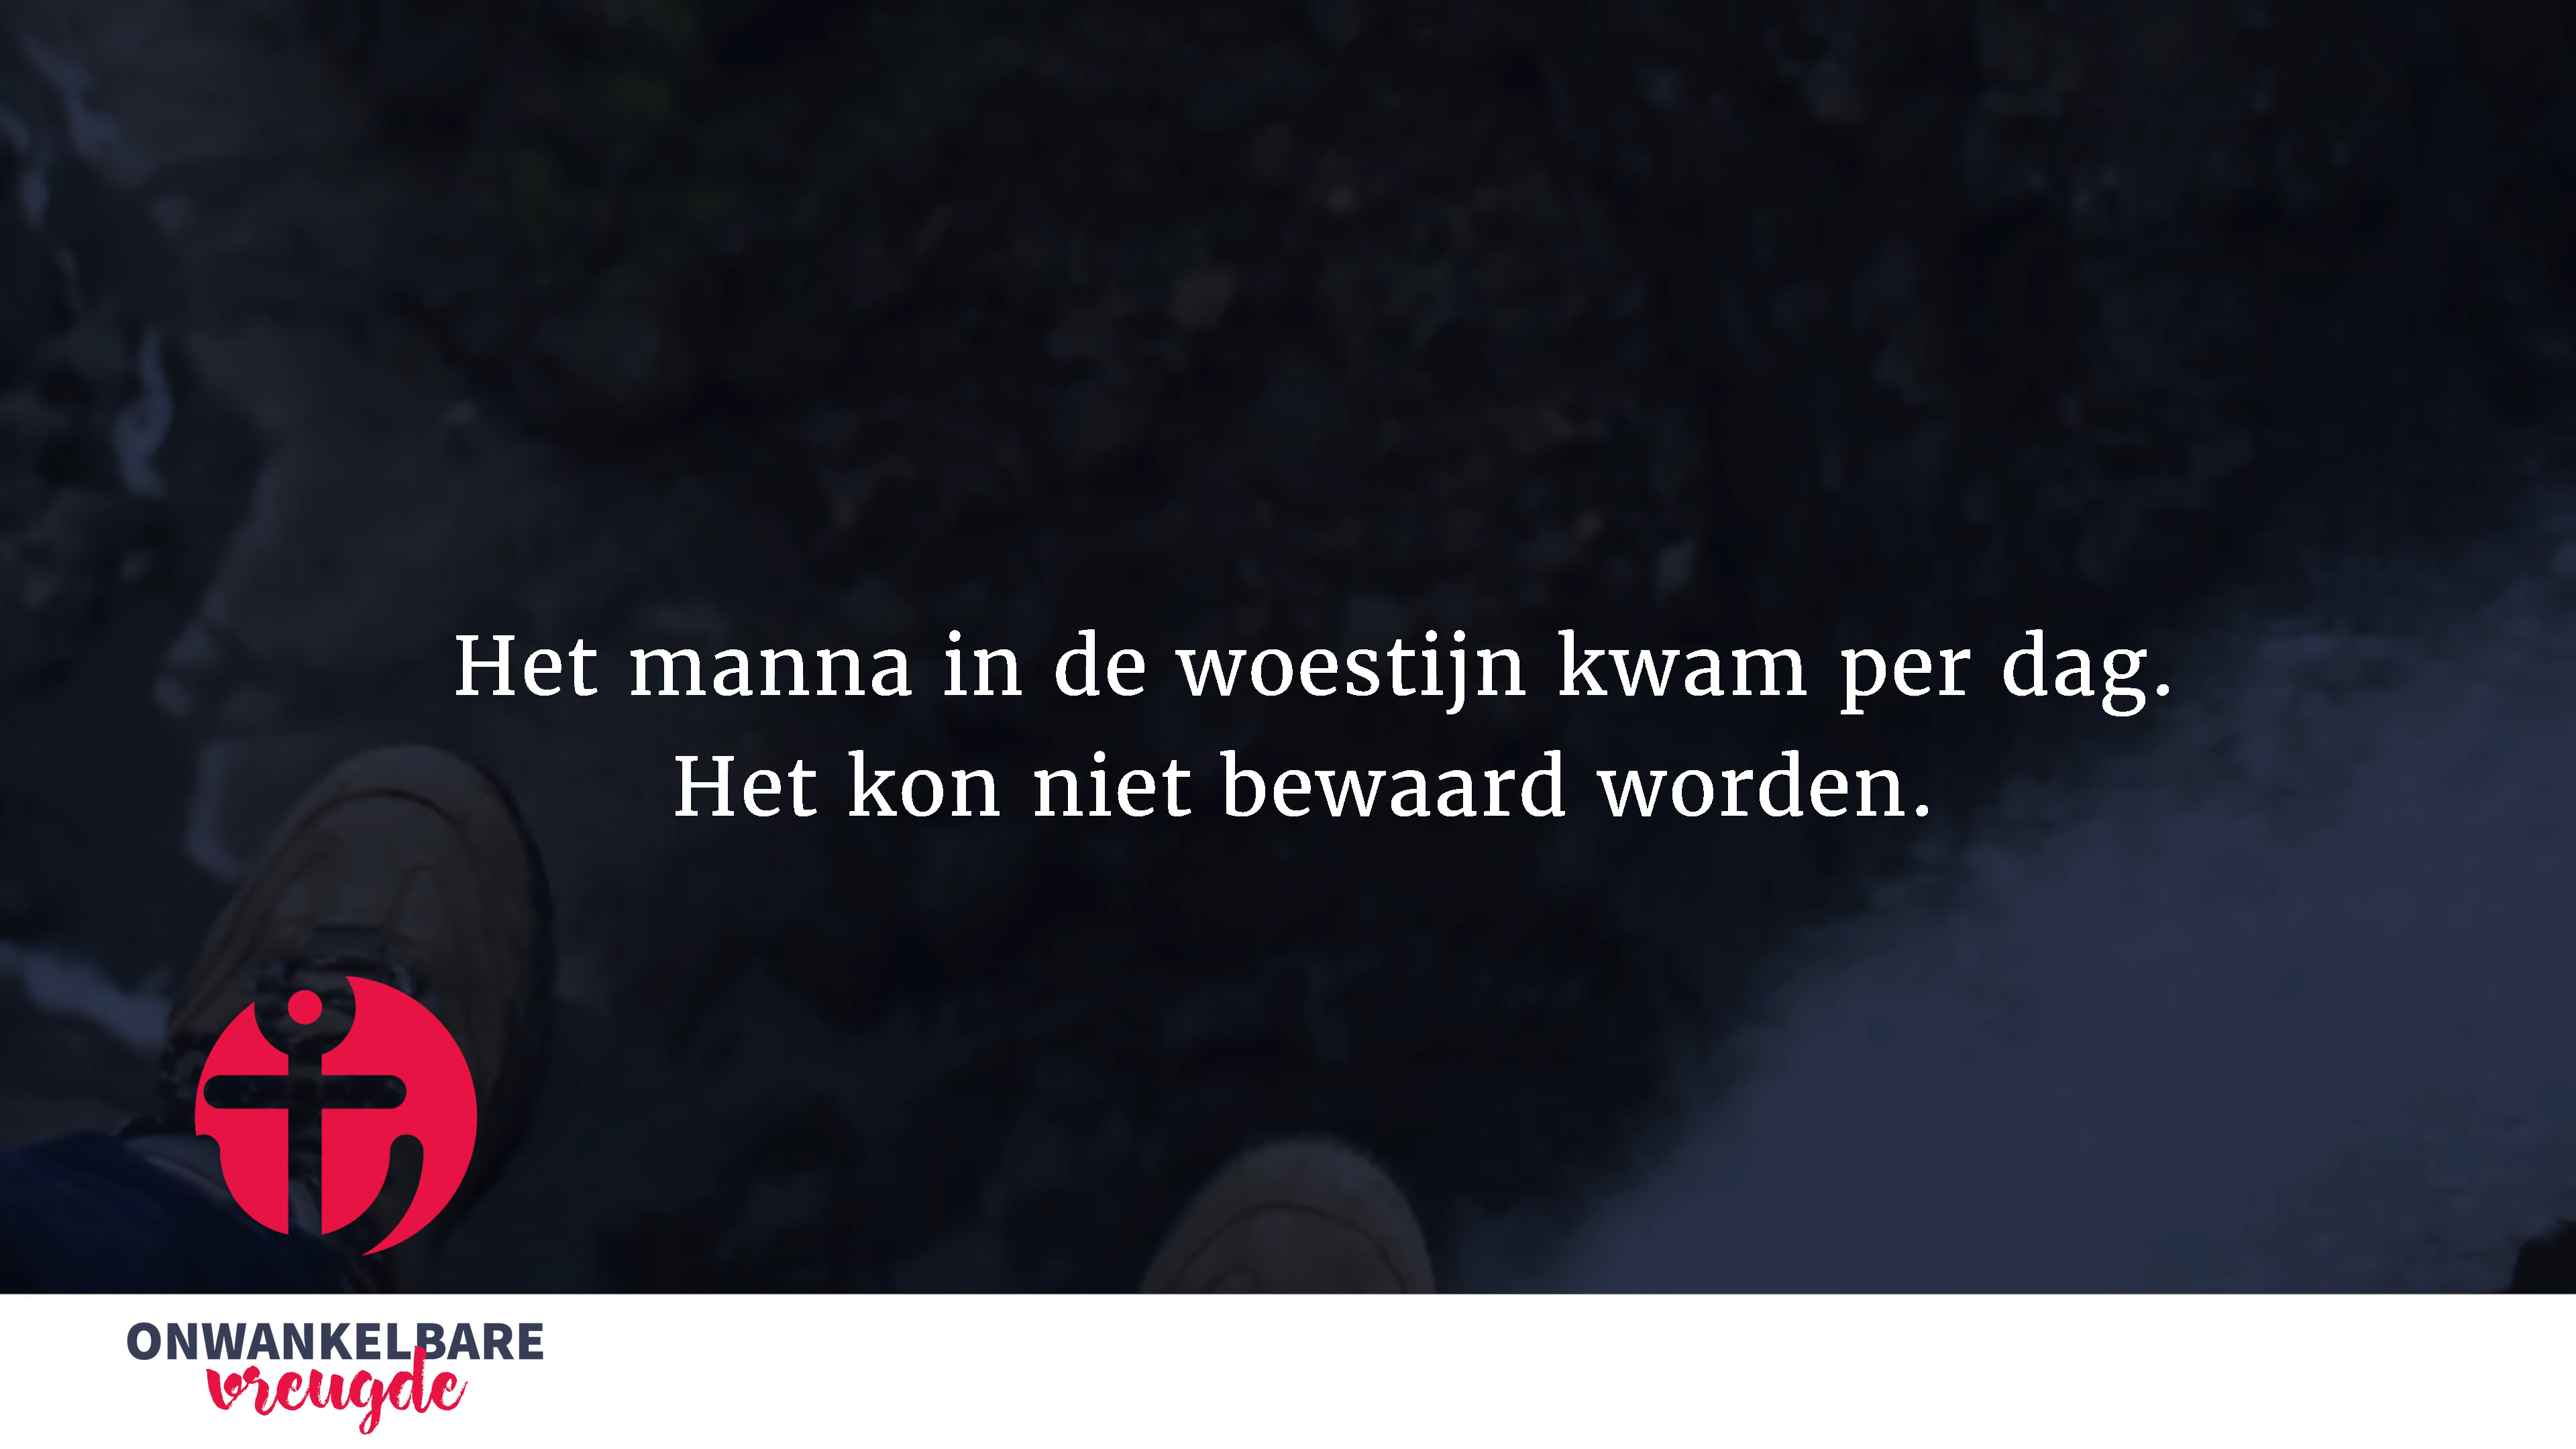 Het manna in de woestijn kwam per dag.
Het kon niet bewaard worden.
ONWANKELBARE
vreugde